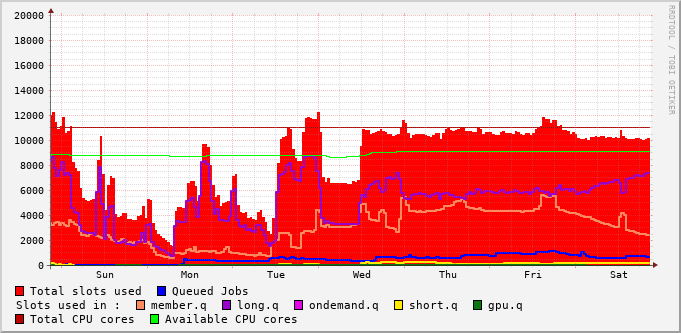 20000
18000
16000
14000
12000
10000
8000
6000
4000
2000
0
Sun Mon Tue Wed Thu Fri Sat
RRDTOOL / TOBI OETIKER
Total slots used Queued Jobs
Slots used in : member.q long.q ondemand.q short.q gpu.q
Total CPU cores Available CPU cores